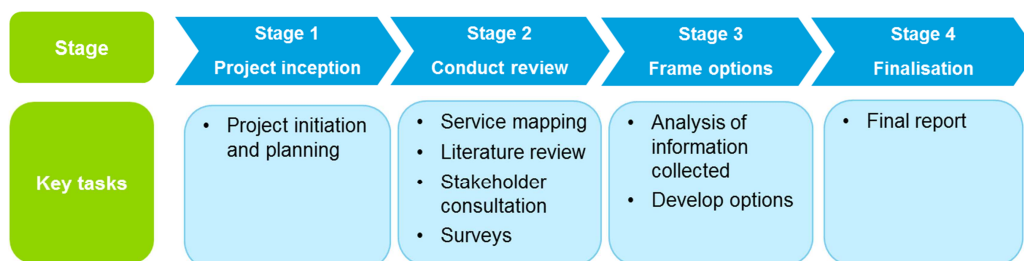 Stage
Stage 1
Project inception
Stage 2
Conduct review
Stage 3
Frame options
Stage 4
Finalisation
Key tasks
• Project initiation
and planning
• Service mapping
• Literature review
• Stakeholder
consultation
• Surveys
• Analysis of
information
collected
• Develop options
• Final report